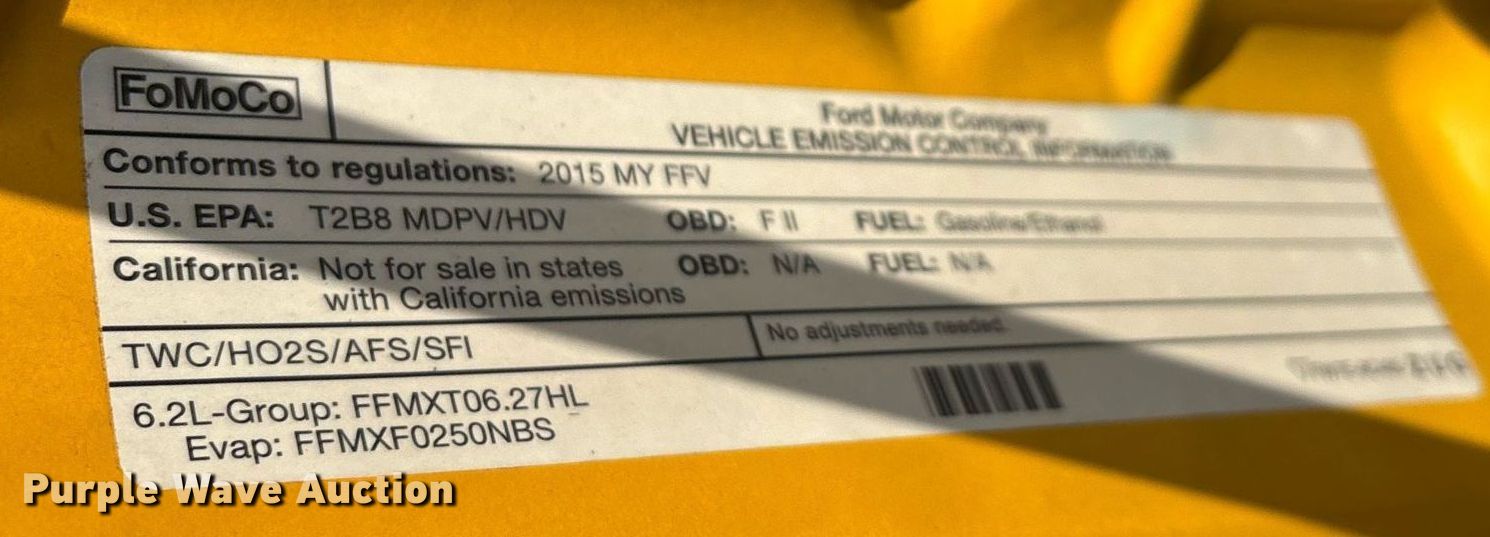 FoMoCo
Ford Motor Company
VEHICLE EMISSION CONTROL INFORMATION
Conforms to regulations: 2015 MY FFV
U.S. EPA: T2B8 MDPV/HDV OBD: F II FUEL: Gasoline/Ethanol
California: Not for sale in states OBD: N/A FUEL: N/A
with California emissions
TWC/HO2S/AFS/SFI No adjustments needed.
6.2L-Group: FFMXT06.27HL
Evap: FFMXF0250NBS
Purple Wave Auction